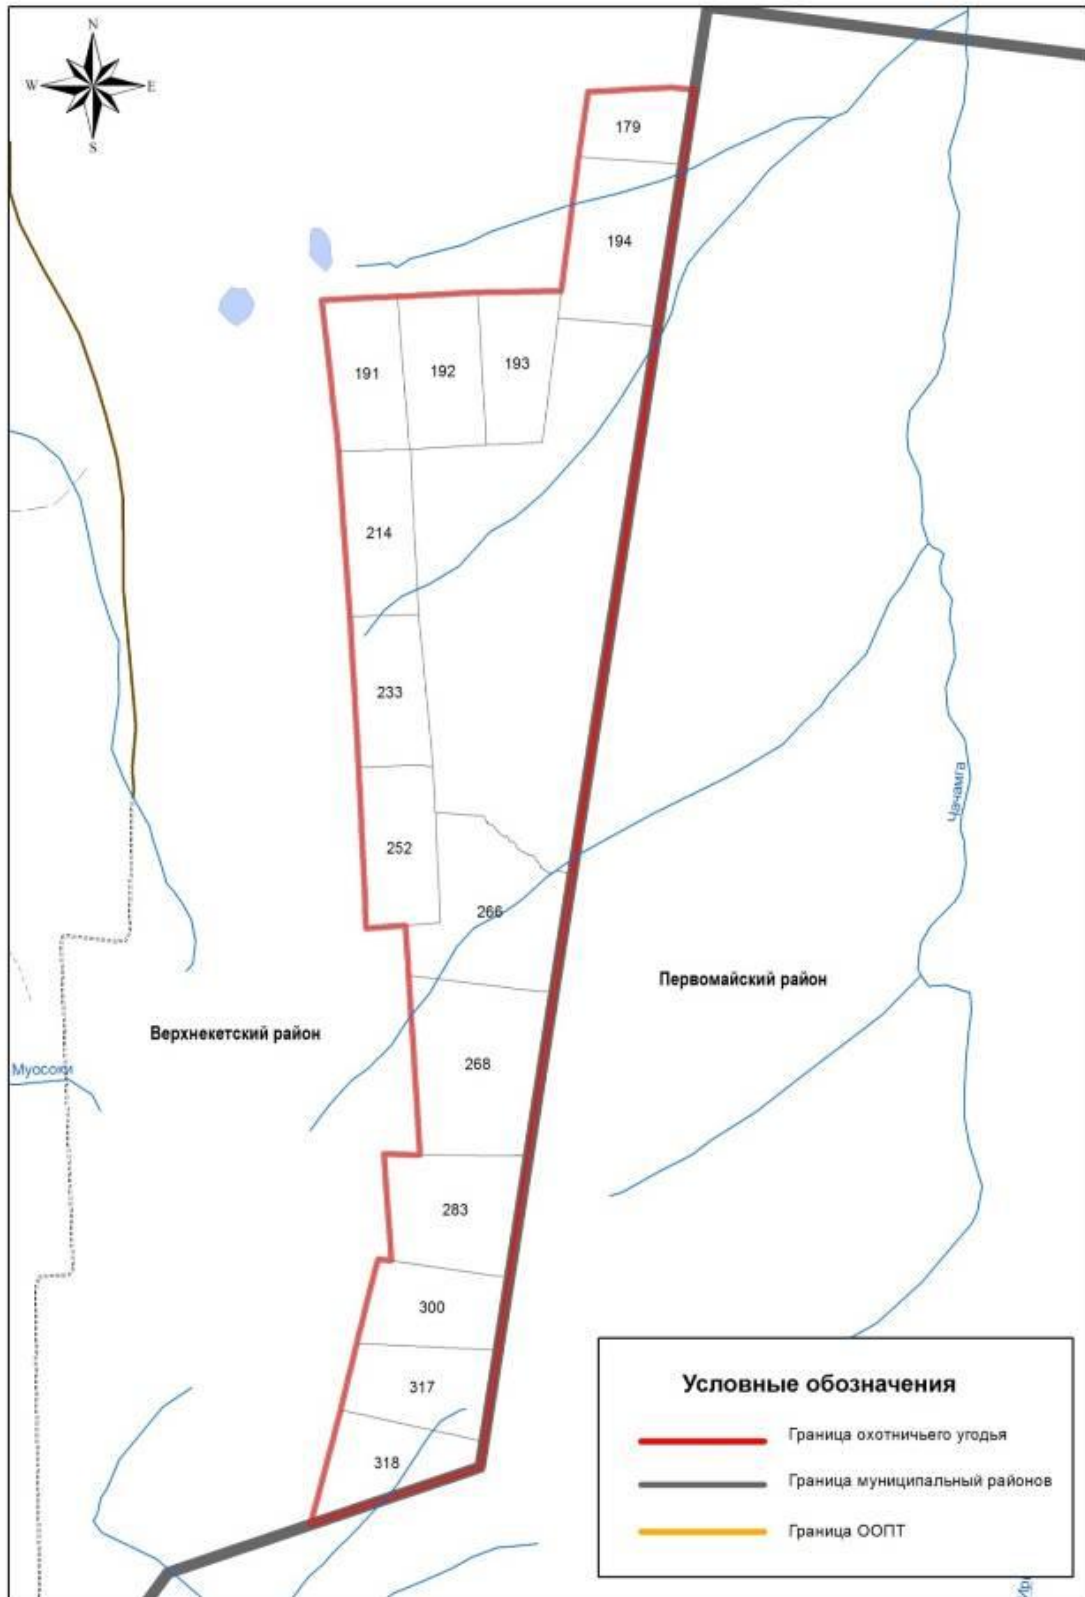 N
W
E
S
179
194
191
192
193
214
233
252
266
Чачамга
Первомайский район
Верхнекетский район
268
Муосоки
283
300
317
318
Условные обозначения
Граница охотничьего угодья
Граница муниципальный районов
Граница ООПТ